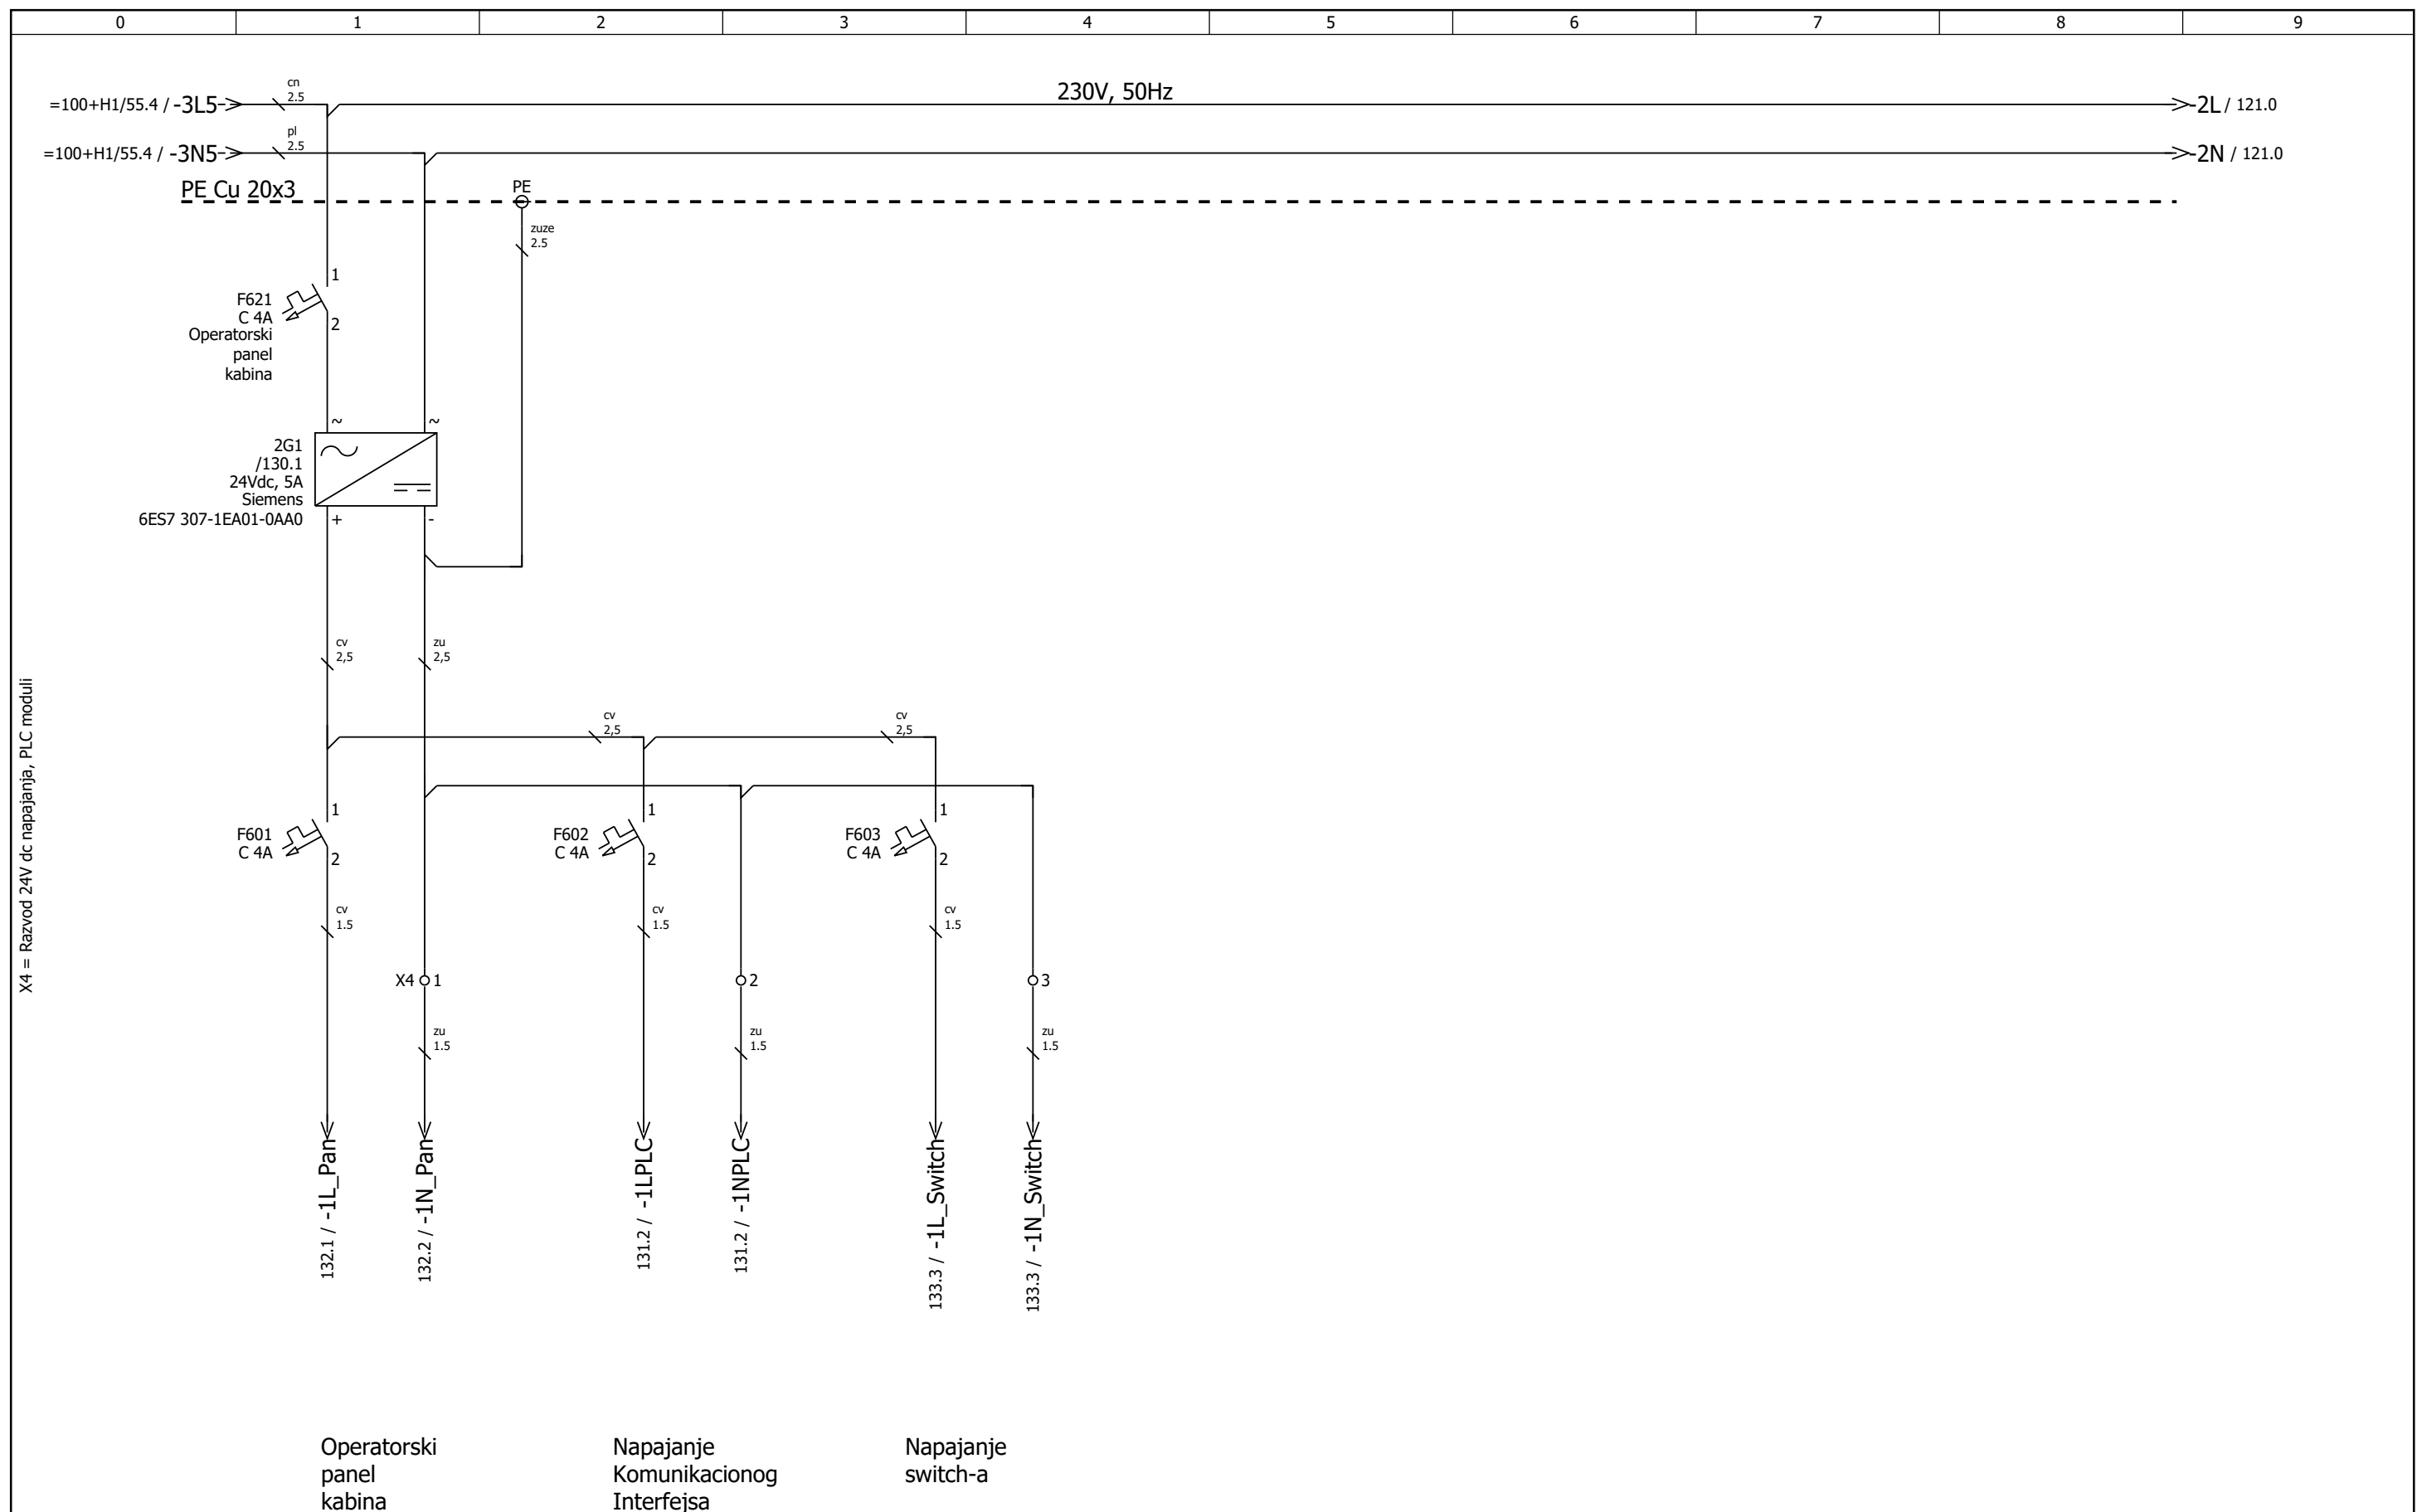 0 1 2 3 4 5 6 7 8 9
cn
2.5
=100+H1/55.4 / -3L5
230V, 50Hz
-2L / 121.0
pl
2.5
=100+H1/55.4 / -3N5
-2N / 121.0
PE Cu 20x3
PE
zuze
2.5
1
F621
C 4A
2
Operatorski
panel
kabina
~ ~
2G1
/130.1
24Vdc, 5A
Siemens
6ES7 307-1EA01-0AA0
+ -
cv
2,5
zu
2,5
cv
2,5
cv
2,5
X4 = Razvod 24V dc napajanja, PLC moduli
1
F601
C 4A
2
1
F602
C 4A
2
1
F603
C 4A
2
cv
1.5
cv
1.5
cv
1.5
X4 1
2
3
zu
1.5
zu
1.5
zu
1.5
132.1 / -1L_Pan
132.2 / -1N_Pan
131.2 / -1LPLC
131.2 / -1NPLC
133.3 / -1L_Switch
133.3 / -1N_Switch
Operatorski
panel
kabina
Napajanje
Komunikacionog
Interfejsa
Napajanje
switch-a